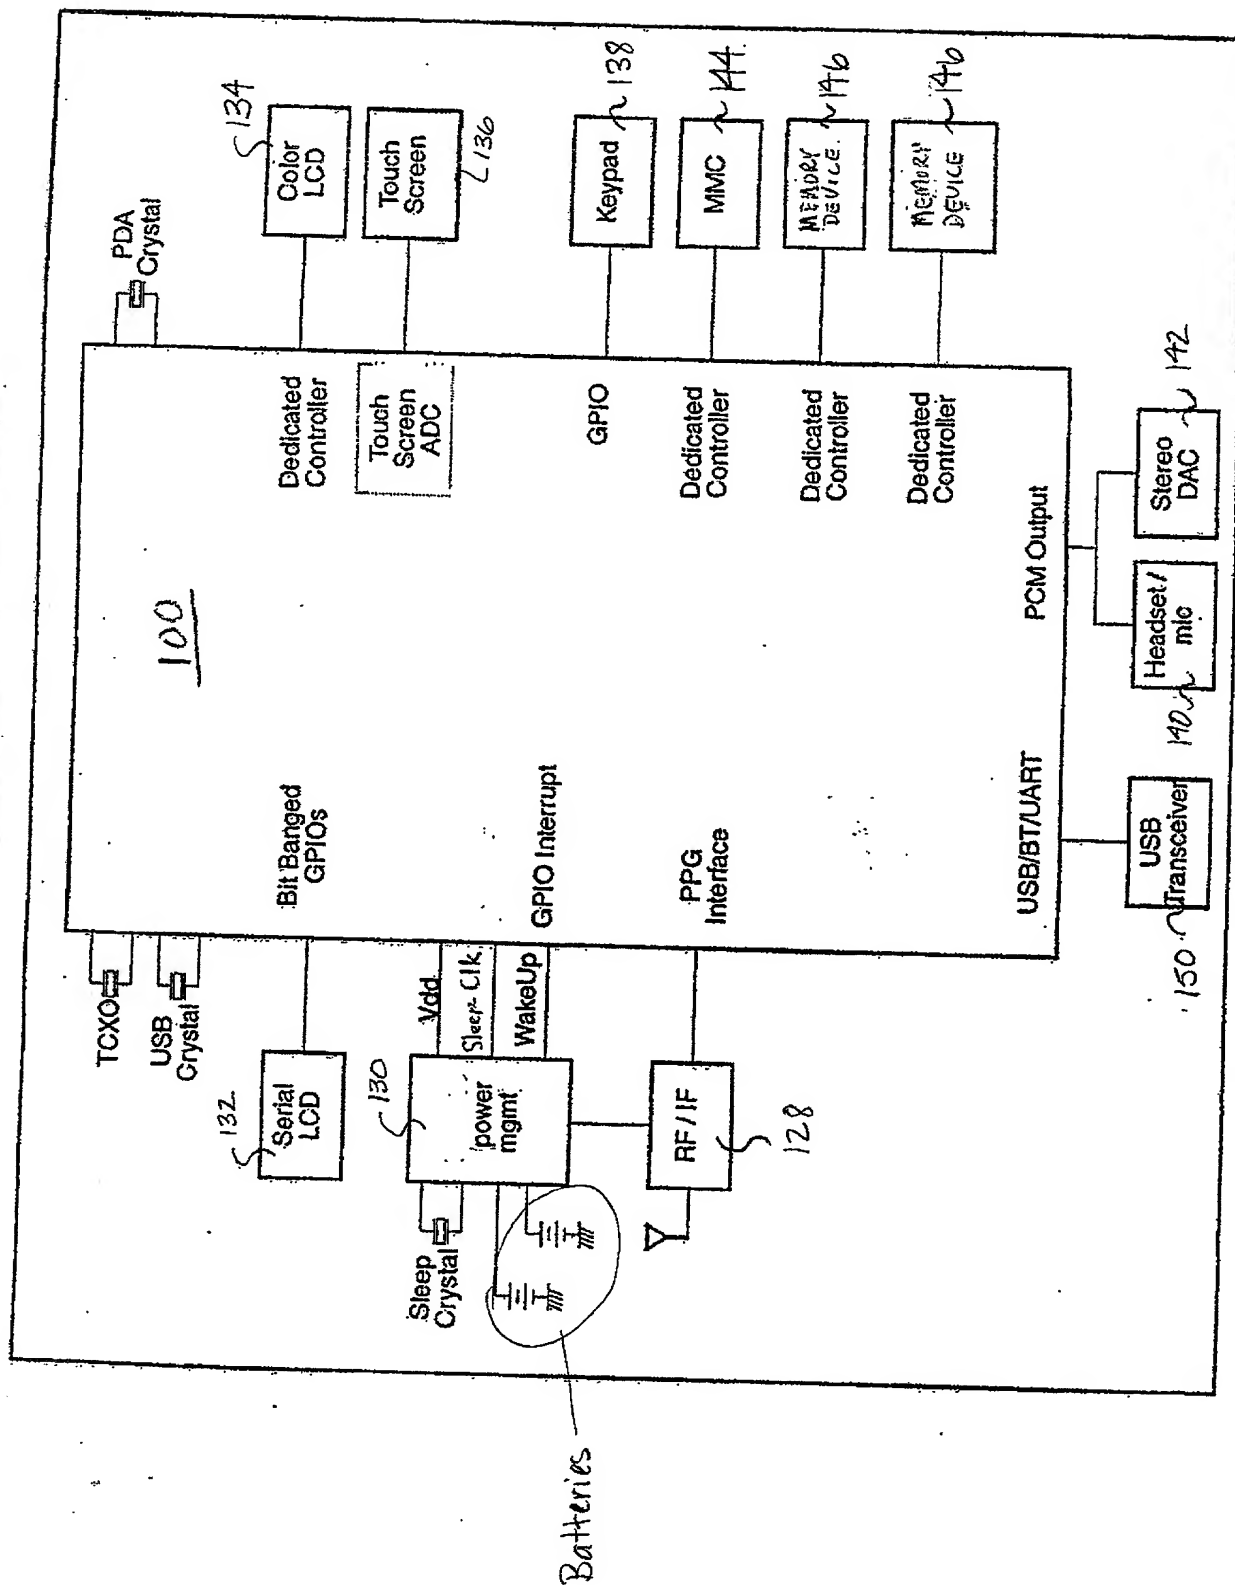 TCXO
USB
Crystal
PDA
Crystal
100
132
Serial
LCD
Bit Banged
GPIOs
Dedicated
Controller
Color
LCD
134
Touch
Screen
ADC
Touch
Screen
136
Sleep
Crystal
130
power
mgmt
Vdd
Sleep Clk
WakeUp
GPIO Interrupt
GPIO
Keypad
138
Batteries
RF / IF
128
PPG
Interface
Dedicated
Controller
MMC
144
Dedicated
Controller
MEMORY
DEVICE
146
Dedicated
Controller
MEMORY
DEVICE
146
USB/BT/UART
PCM Output
150
USB
Transceiver
140
Headset /
mic
Stereo
DAC
142